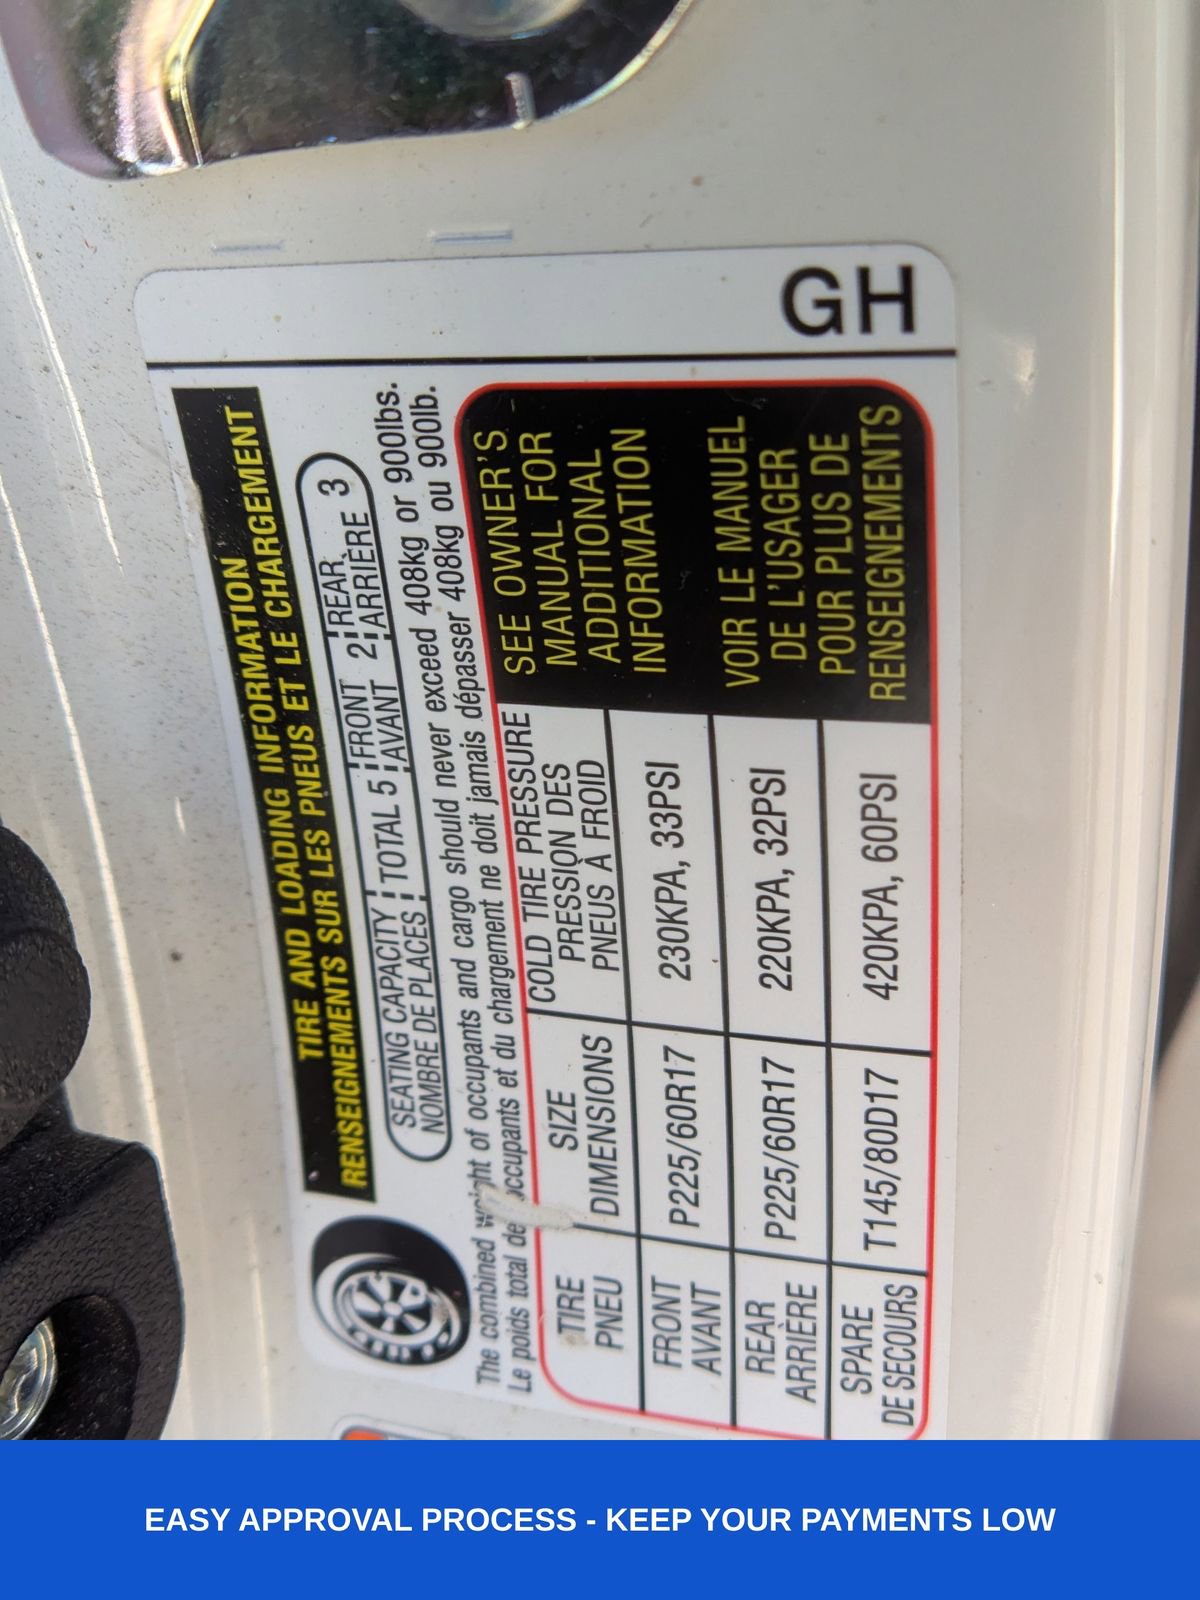 TIRE AND LOADING INFORMATION
RENSEIGNEMENTS SUR LES PNEUS ET LE CHARGEMENT
SEATING CAPACITY TOTAL 5 FRONT 2 REAR 3
NOMBRE DE PLACES AVANT ARRIÈRE
The combined weight of occupants and cargo should never exceed 408kg or 900lbs.
Le poids total de occupants et du chargement ne doit jamais dépasser 408kg ou 900lb.
TIRE
PNEU
SIZE
DIMENSIONS
COLD TIRE PRESSURE
PRESSION DES
PNEUS À FROID
FRONT
AVANT
P225/60R17
230KPA, 33PSI
REAR
ARRIÈRE
P225/60R17
220KPA, 32PSI
SPARE
DE SECOURS
T145/80D17
420KPA, 60PSI
SEE OWNER'S
MANUAL FOR
ADDITIONAL
INFORMATION
VOIR LE MANUEL
DE L'USAGER
POUR PLUS DE
RENSEIGNEMENTS
GH
EASY APPROVAL PROCESS - KEEP YOUR PAYMENTS LOW